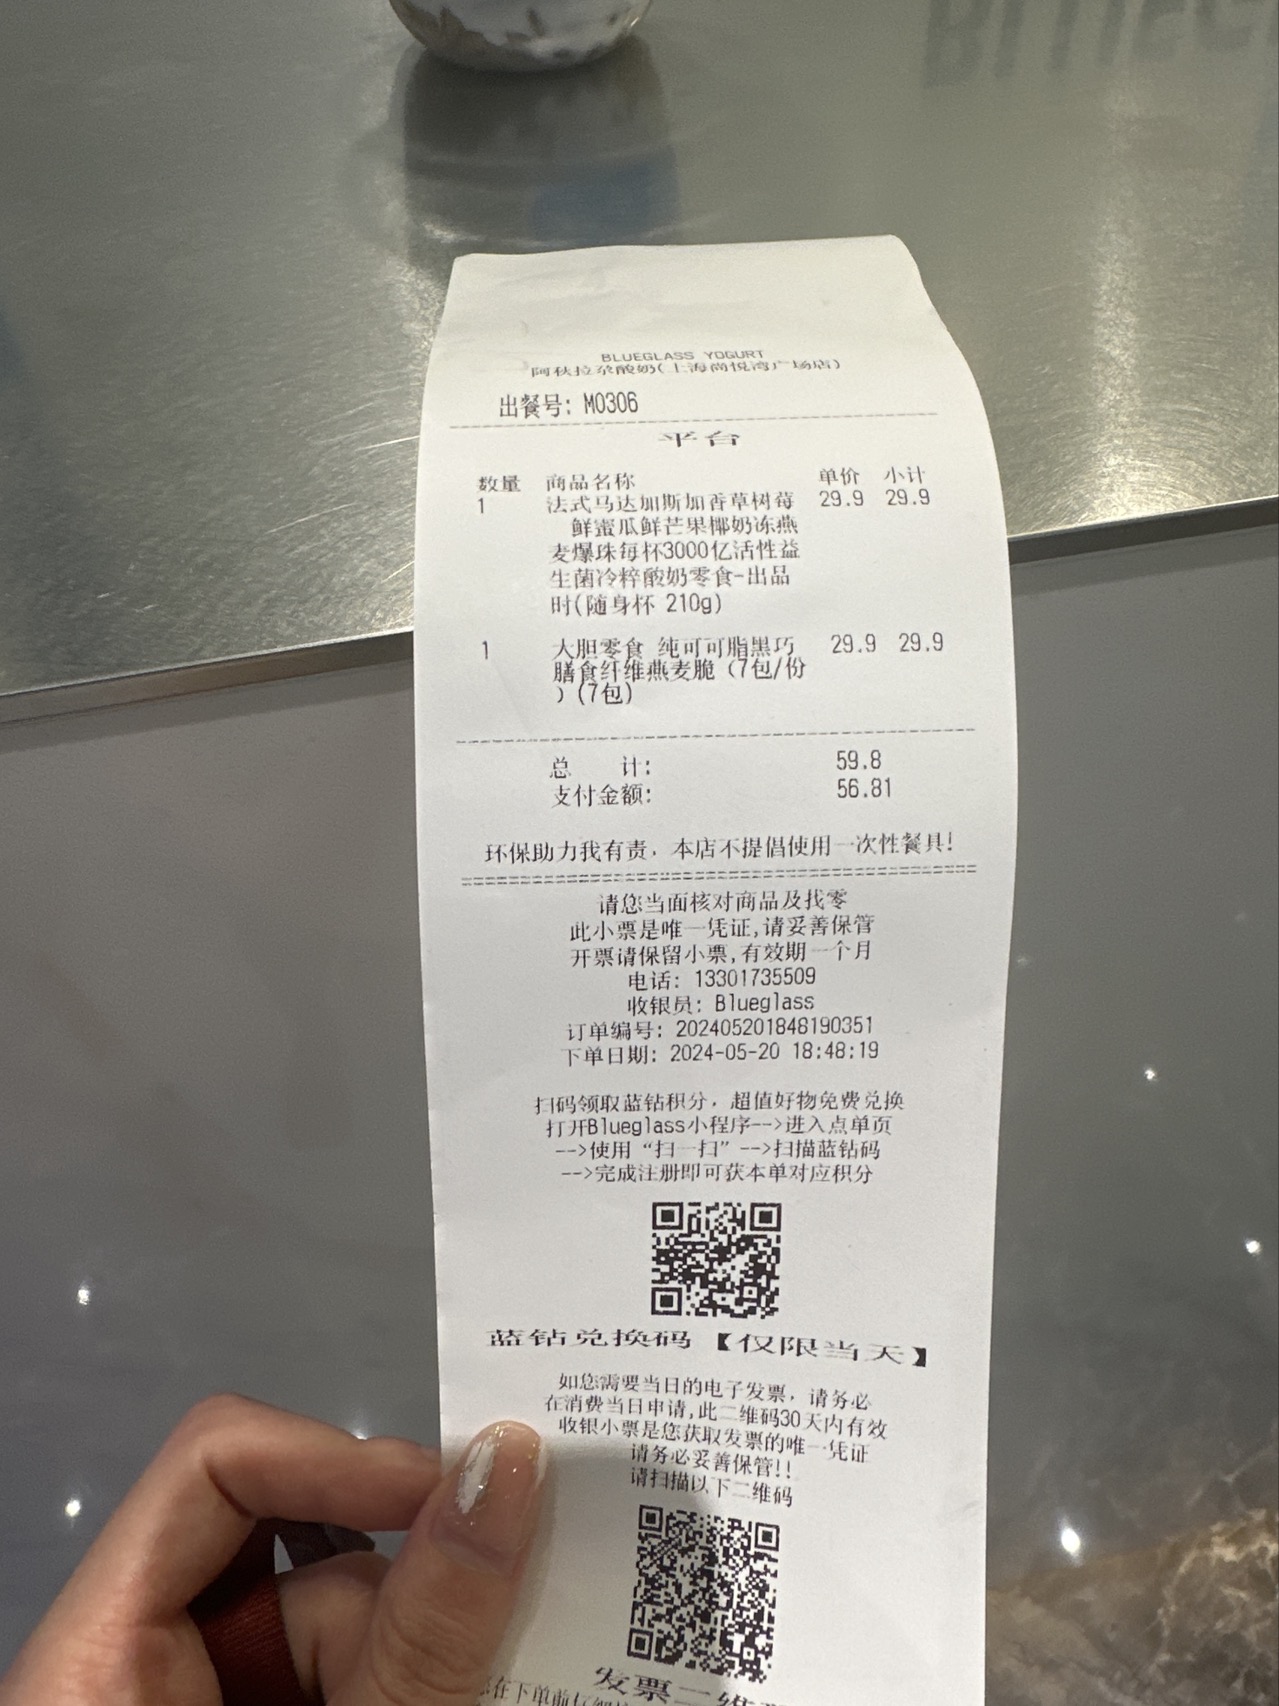 BLUEGLASS YOGURT
阿秋拉尕酸奶(上海尚悦湾广场店)
出餐号: M0306
平台
数量 商品名称 单价 小计
1 法式马达加斯加香草树莓 29.9 29.9
鲜蜜瓜鲜芒果椰奶冻燕
麦爆珠每杯3000亿活性益
生菌冷粹酸奶零食-出品
时(随身杯 210g)
1 大胆零食 纯可可脂黑巧 29.9 29.9
膳食纤维燕麦脆 (7包/份
)(7包)
总 计: 59.8
支付金额: 56.81
环保助力我有责，本店不提倡使用一次性餐具!
请您当面核对商品及找零
此小票是唯一凭证,请妥善保管
开票请保留小票,有效期一个月
电话: 13301735509
收银员: Blueglass
订单编号: 202405201848190351
下单日期: 2024-05-20 18:48:19
扫码领取蓝钻积分，超值好物免费兑换
打开Blueglass小程序-->进入点单页
-->使用“扫一扫”-->扫描蓝钻码
-->完成注册即可获本单对应积分
蓝钻兑换码【仅限当天】
如您需要当日的电子发票，请务必
在消费当日申请,此二维码30天内有效
收银小票是您获取发票的唯一凭证
请务必妥善保管!!
请扫描以下二维码
发票二维
在下单前